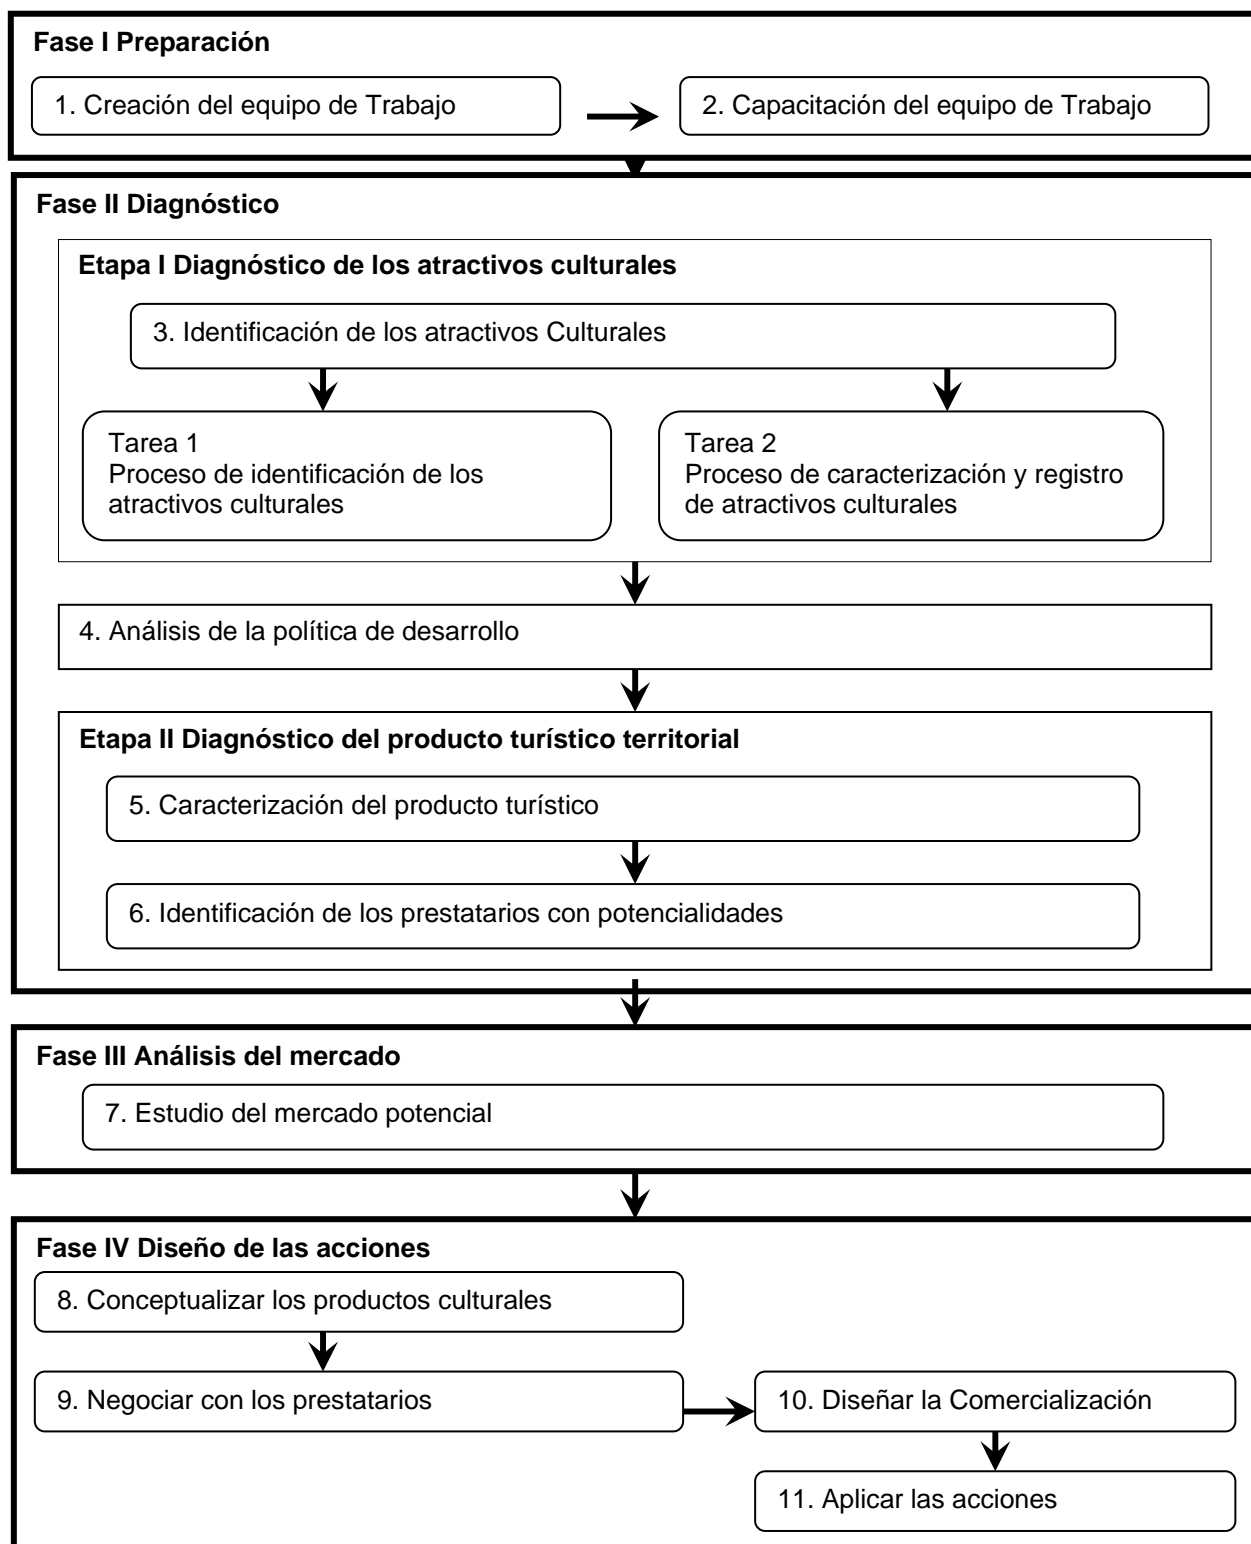 Fase I Preparación
1. Creación del equipo de Trabajo
2. Capacitación del equipo de Trabajo
Fase II Diagnóstico
Etapa I Diagnóstico de los atractivos culturales
3. Identificación de los atractivos Culturales
Tarea 1
Proceso de identificación de los
atractivos culturales
Tarea 2
Proceso de caracterización y registro
de atractivos culturales
4. Análisis de la política de desarrollo
Etapa II Diagnóstico del producto turístico territorial
5. Caracterización del producto turístico
6. Identificación de los prestatarios con potencialidades
Fase III Análisis del mercado
7. Estudio del mercado potencial
Fase IV Diseño de las acciones
8. Conceptualizar los productos culturales
9. Negociar con los prestatarios
10. Diseñar la Comercialización
11. Aplicar las acciones